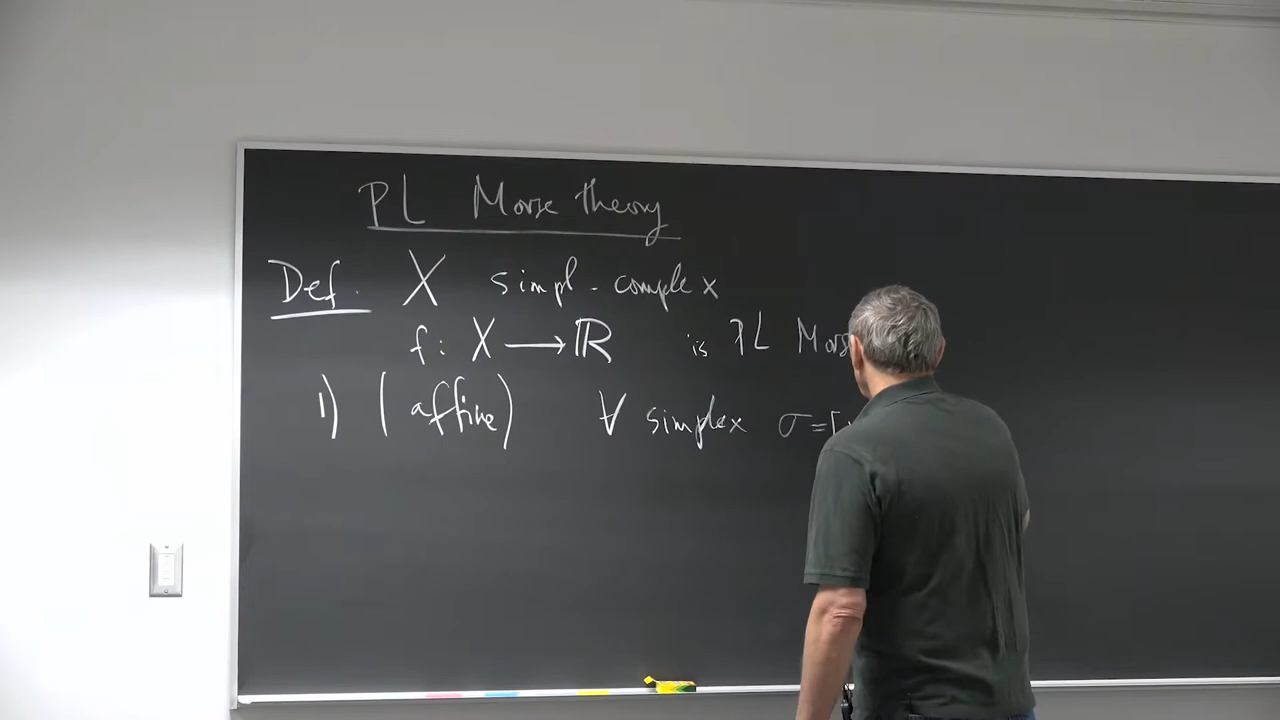 PL Morse theory
Def. X simpl. complex
f: X → ℝ is PL Mors
1) (affine) ∀ simplex σ=[